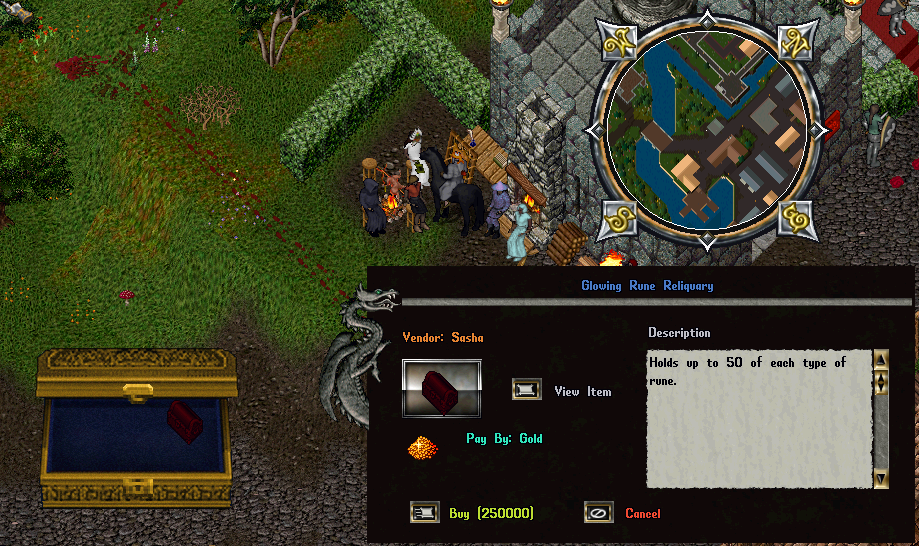 Glowing Rune Reliquary
Vendor: Sasha
Description
Holds up to 50 of each type of
rune.
View Item
Pay By: Gold
Buy (250000)
Cancel